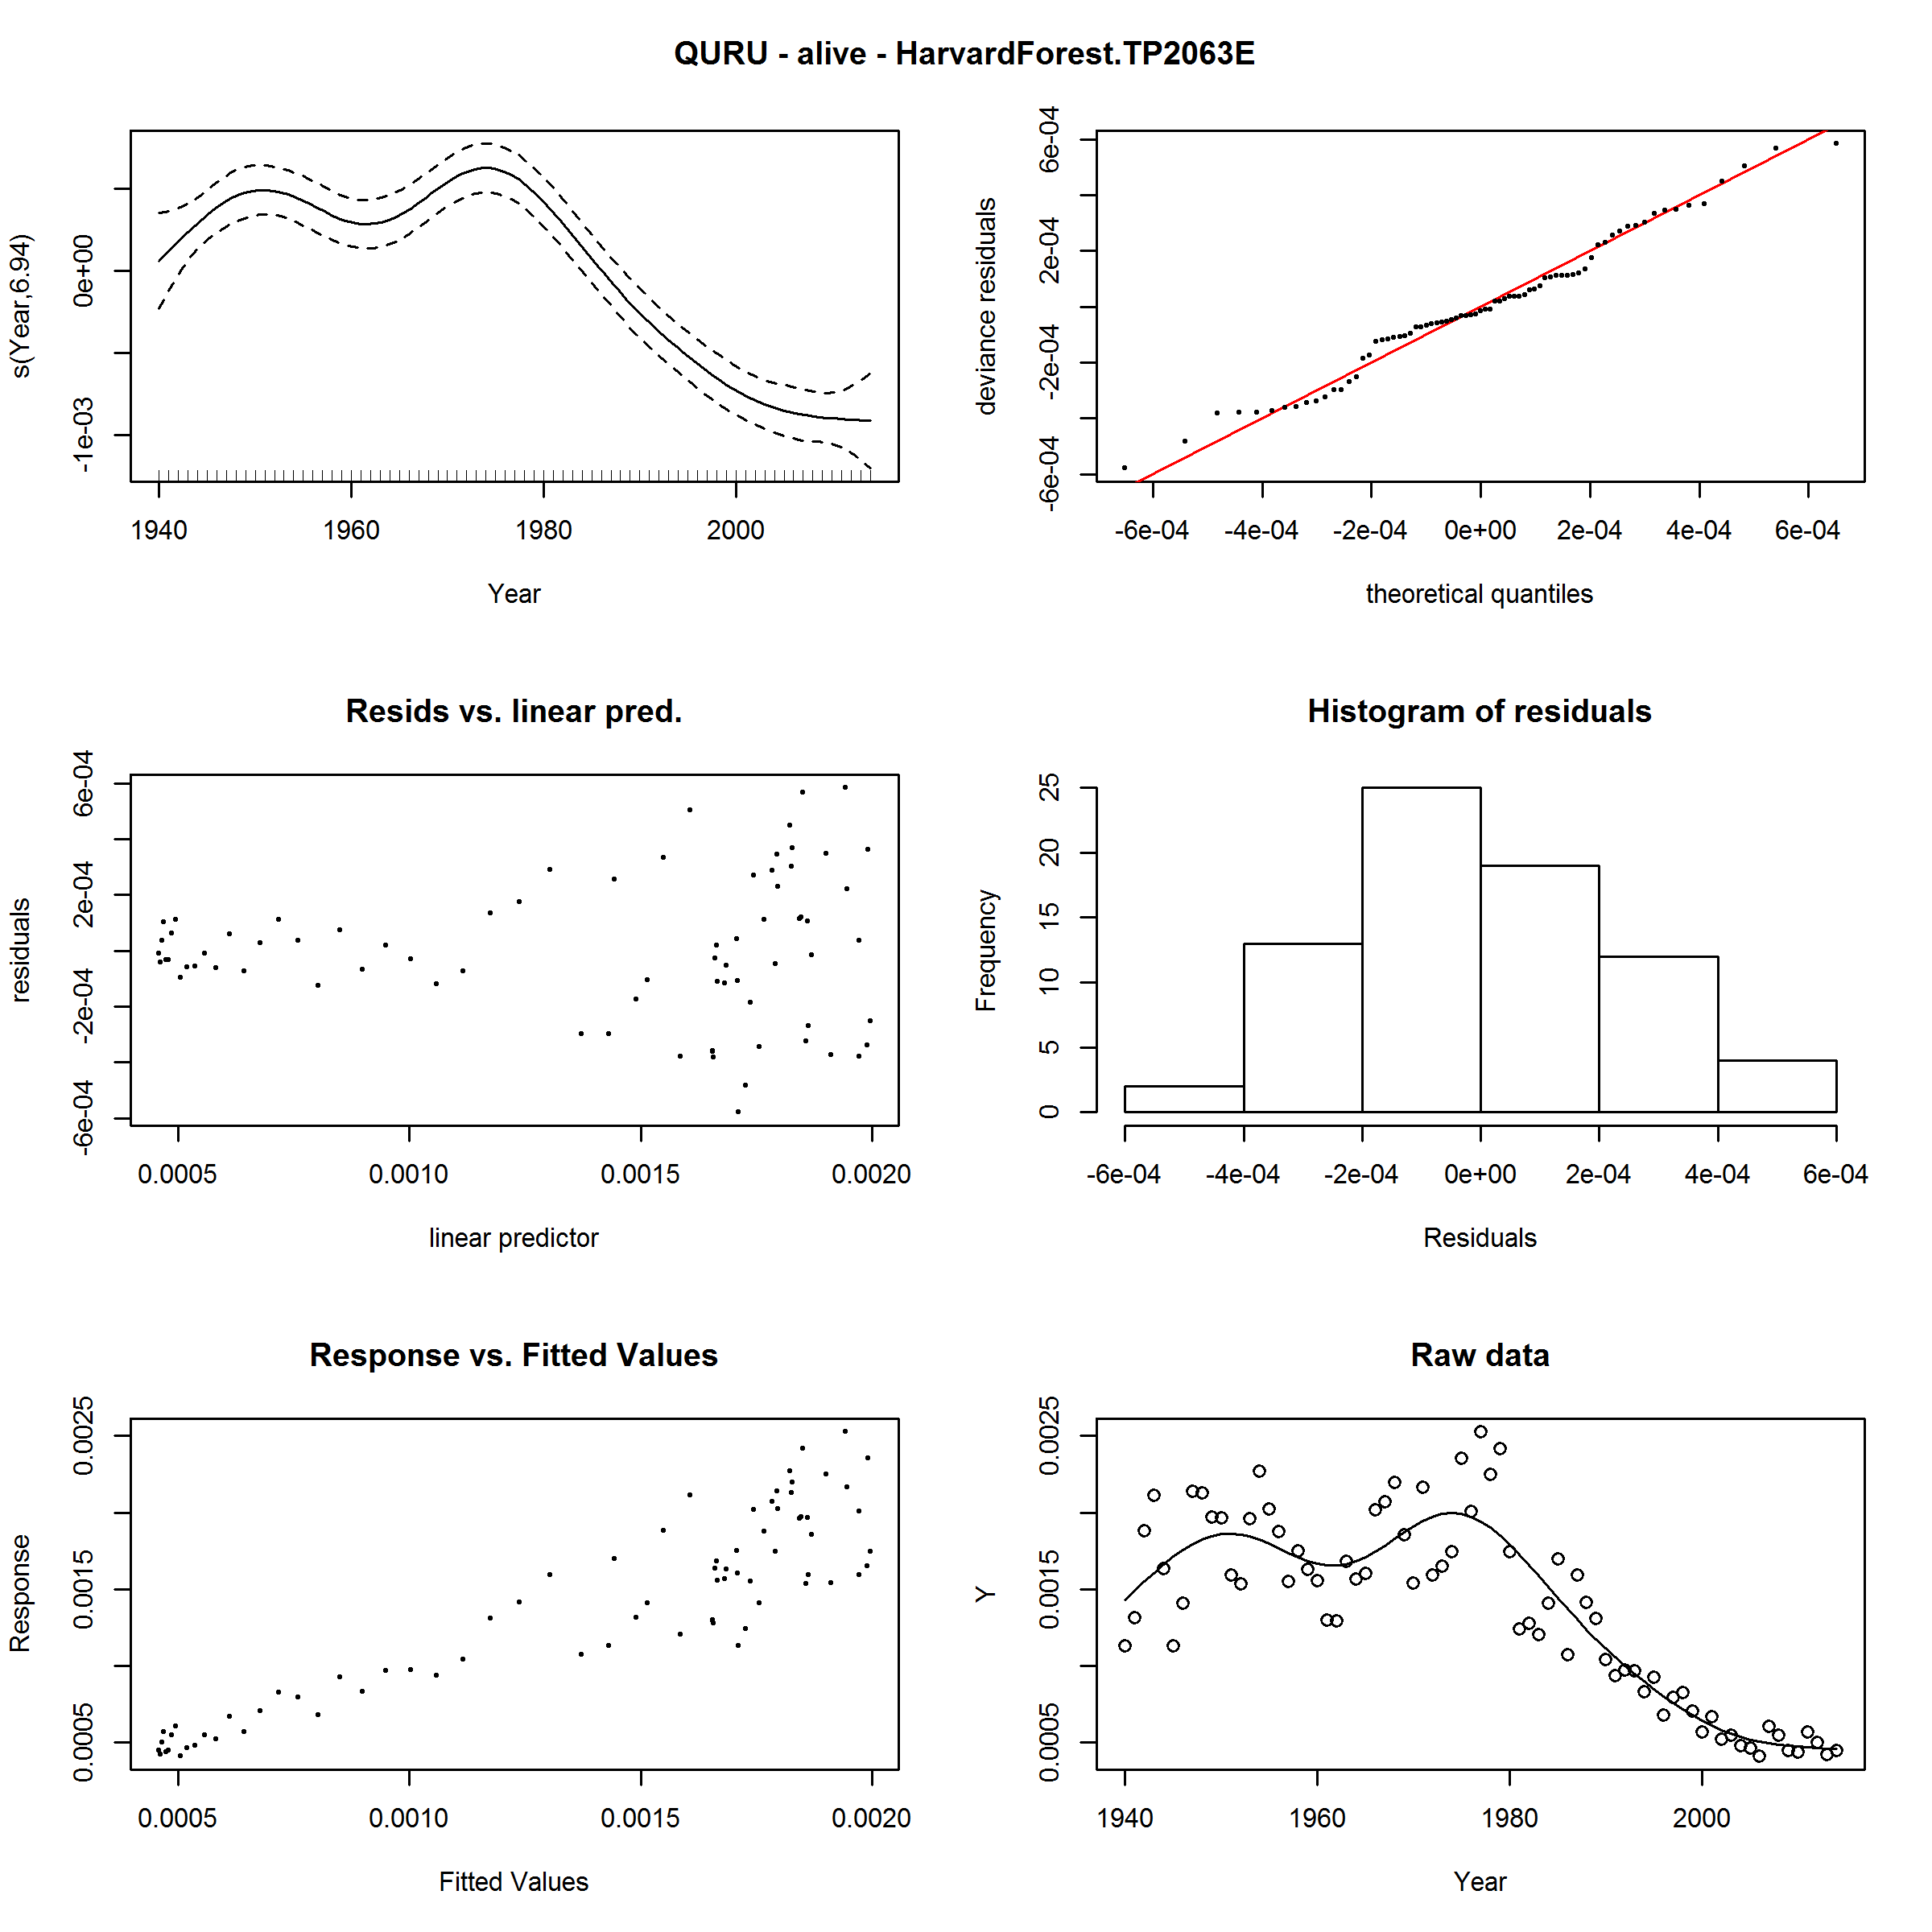 QURU - alive - HarvardForest.TP2063E
s(Year,6.94)
-1e-03 0e+00
1940 1960 1980 2000
Year
deviance residuals
-6e-04 -2e-04 2e-04 6e-04
-6e-04 -4e-04 -2e-04 0e+00 2e-04 4e-04 6e-04
theoretical quantiles
Resids vs. linear pred.
residuals
-6e-04 -2e-04 2e-04 6e-04
0.0005 0.0010 0.0015 0.0020
linear predictor
Histogram of residuals
Frequency
0 5 10 15 20 25
-6e-04 -4e-04 -2e-04 0e+00 2e-04 4e-04 6e-04
Residuals
Response vs. Fitted Values
Response
0.0005 0.0015 0.0025
0.0005 0.0010 0.0015 0.0020
Fitted Values
Raw data
Y
0.0005 0.0015 0.0025
1940 1960 1980 2000
Year